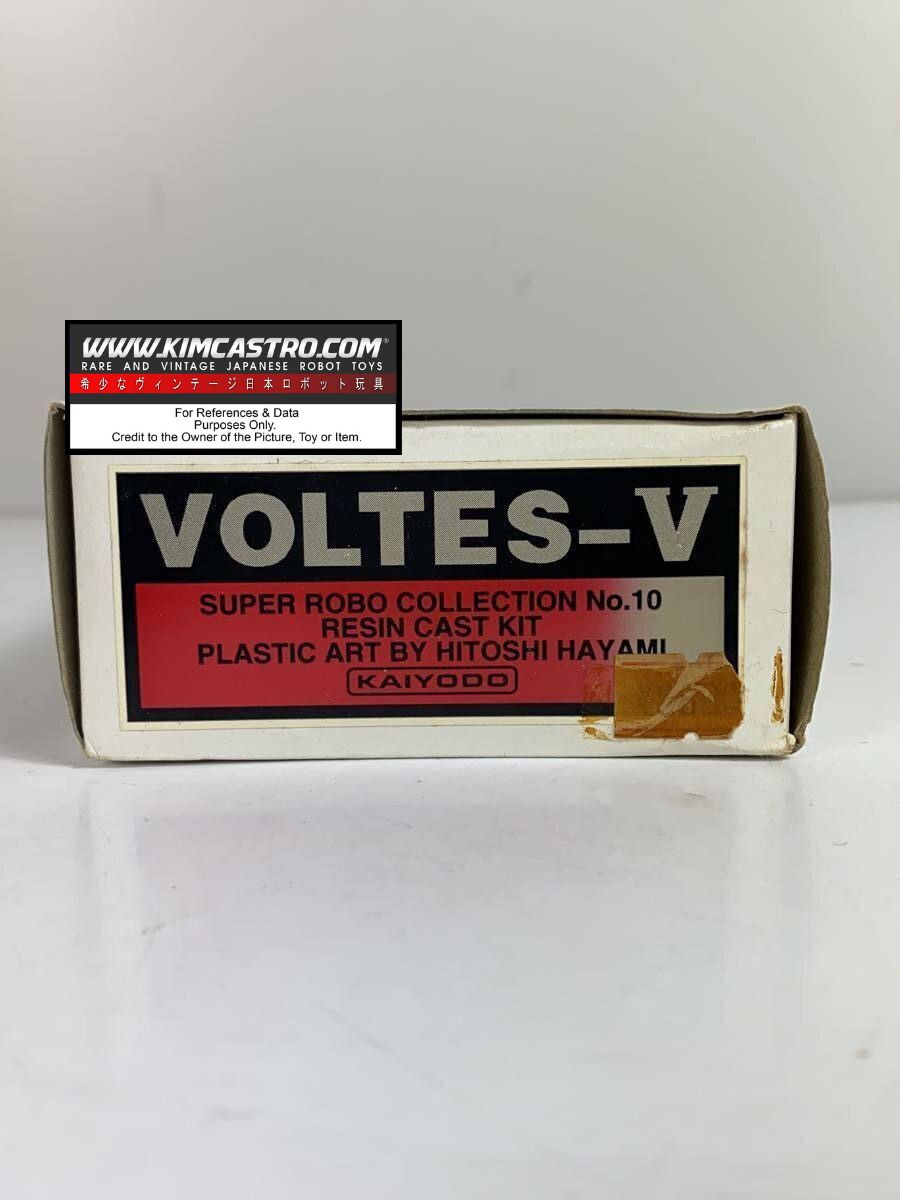 WWW.KIMCASTRO.COM®
RARE AND VINTAGE JAPANESE ROBOT TOYS
希少なヴィンテージ日本ロボット玩具
For References & Data
Purposes Only.
Credit to the Owner of the Picture, Toy or Item.
VOLTES-V
SUPER ROBO COLLECTION No.10
RESIN CAST KIT
PLASTIC ART BY HITOSHI HAYAMI
KAIYODO